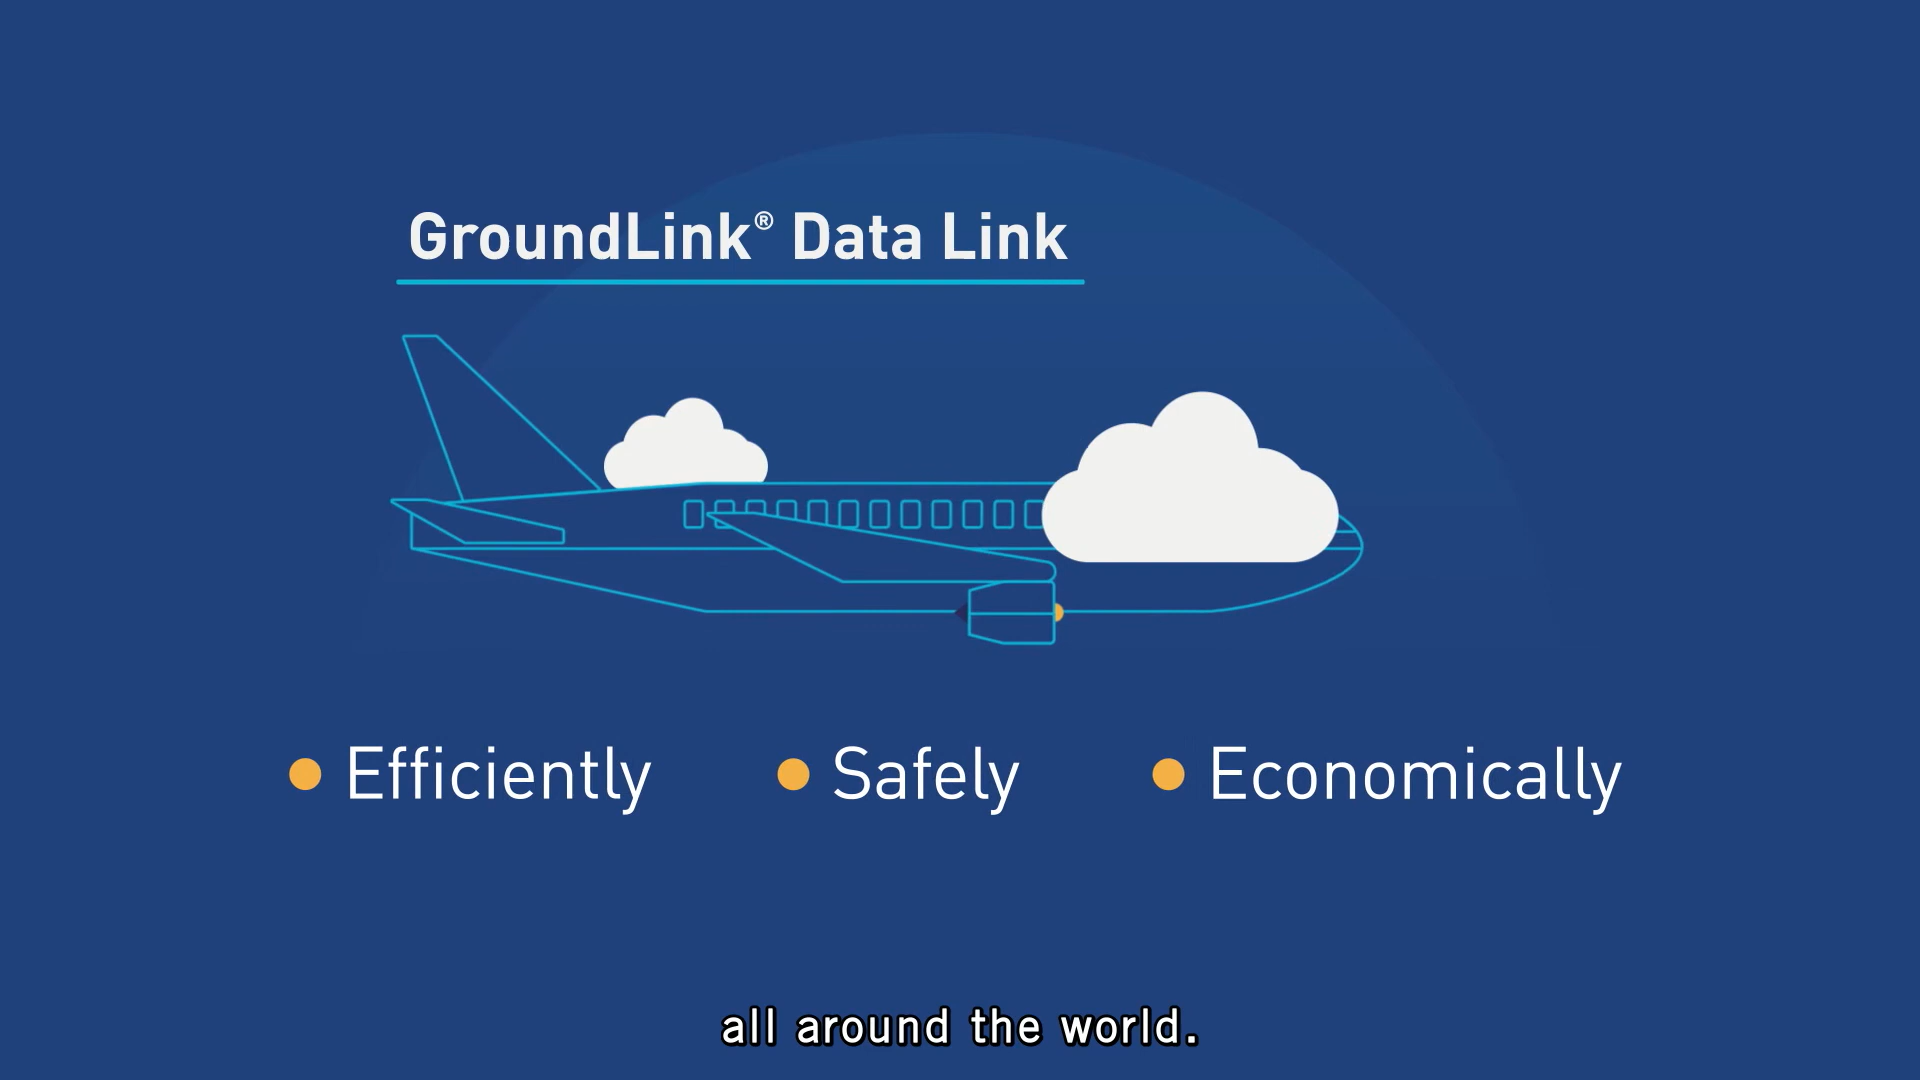 GroundLink® Data Link
Efficiently
Safely
Economically
all around the world.